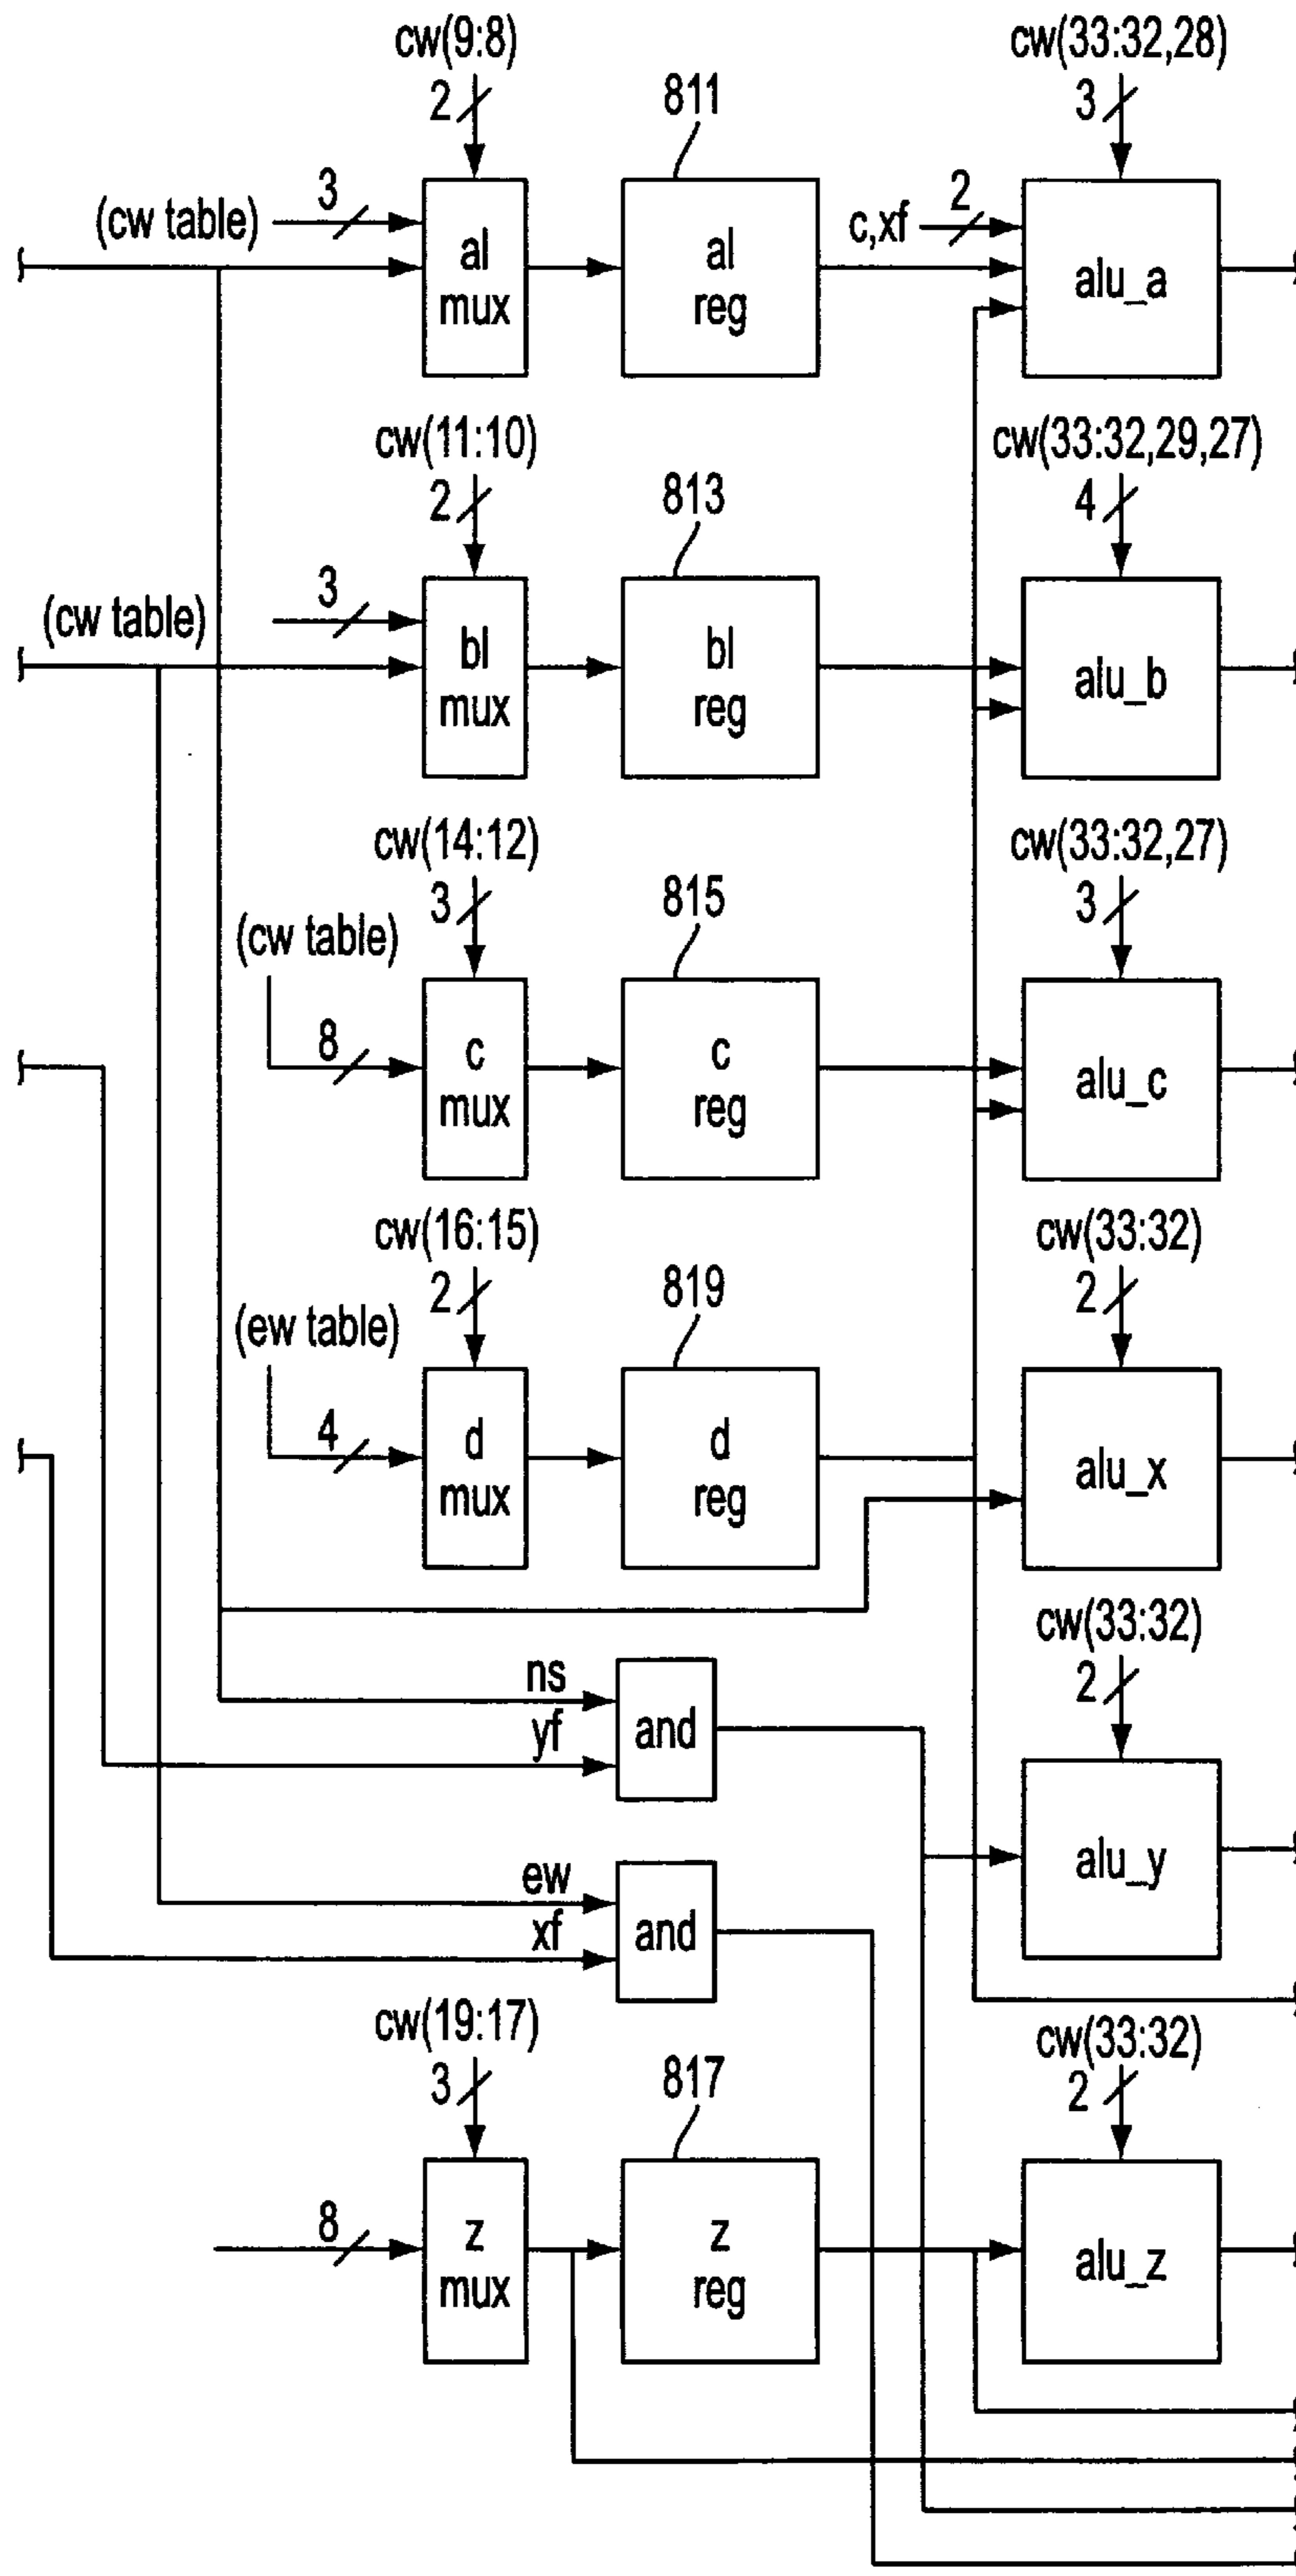 cw(9:8)
cw(33:32,28)
2
811
3
(cw table)
3
c,xf
2
al
mux
al
reg
alu_a
cw(11:10)
cw(33:32,29,27)
2
813
4
(cw table)
3
bl
mux
bl
reg
alu_b
cw(14:12)
cw(33:32,27)
3
815
3
(cw table)
8
c
mux
c
reg
alu_c
cw(16:15)
cw(33:32)
2
819
2
(ew table)
4
d
mux
d
reg
alu_x
cw(33:32)
2
ns
yf
and
alu_y
ew
xf
and
cw(19:17)
cw(33:32)
3
817
2
8
z
mux
z
reg
alu_z